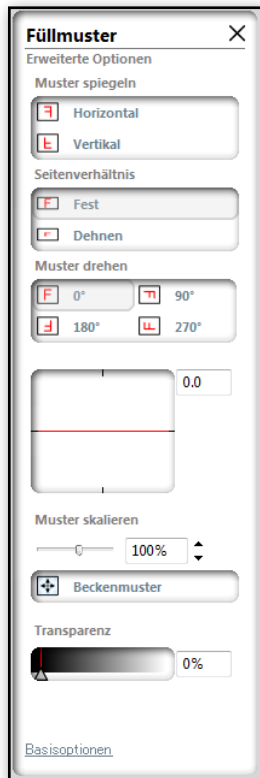 Füllmuster
Erweiterte Optionen
Muster spiegeln
Horizontal
Vertikal
Seitenverhältnis
Fest
Dehnen
Muster drehen
0° 90°
180° 270°
0.0
Muster skalieren
100%
Beckenmuster
Transparenz
0%
Basisoptionen